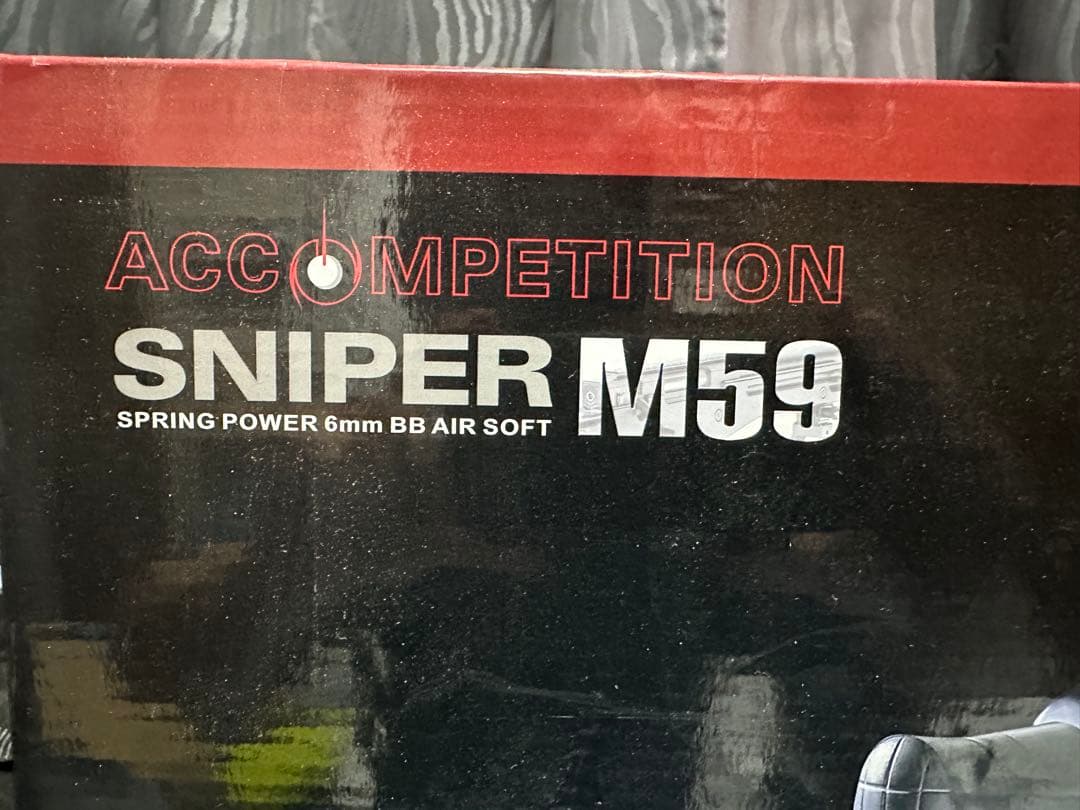 ACCOMPETITION
SNIPER M59
SPRING POWER 6mm BB AIR SOFT